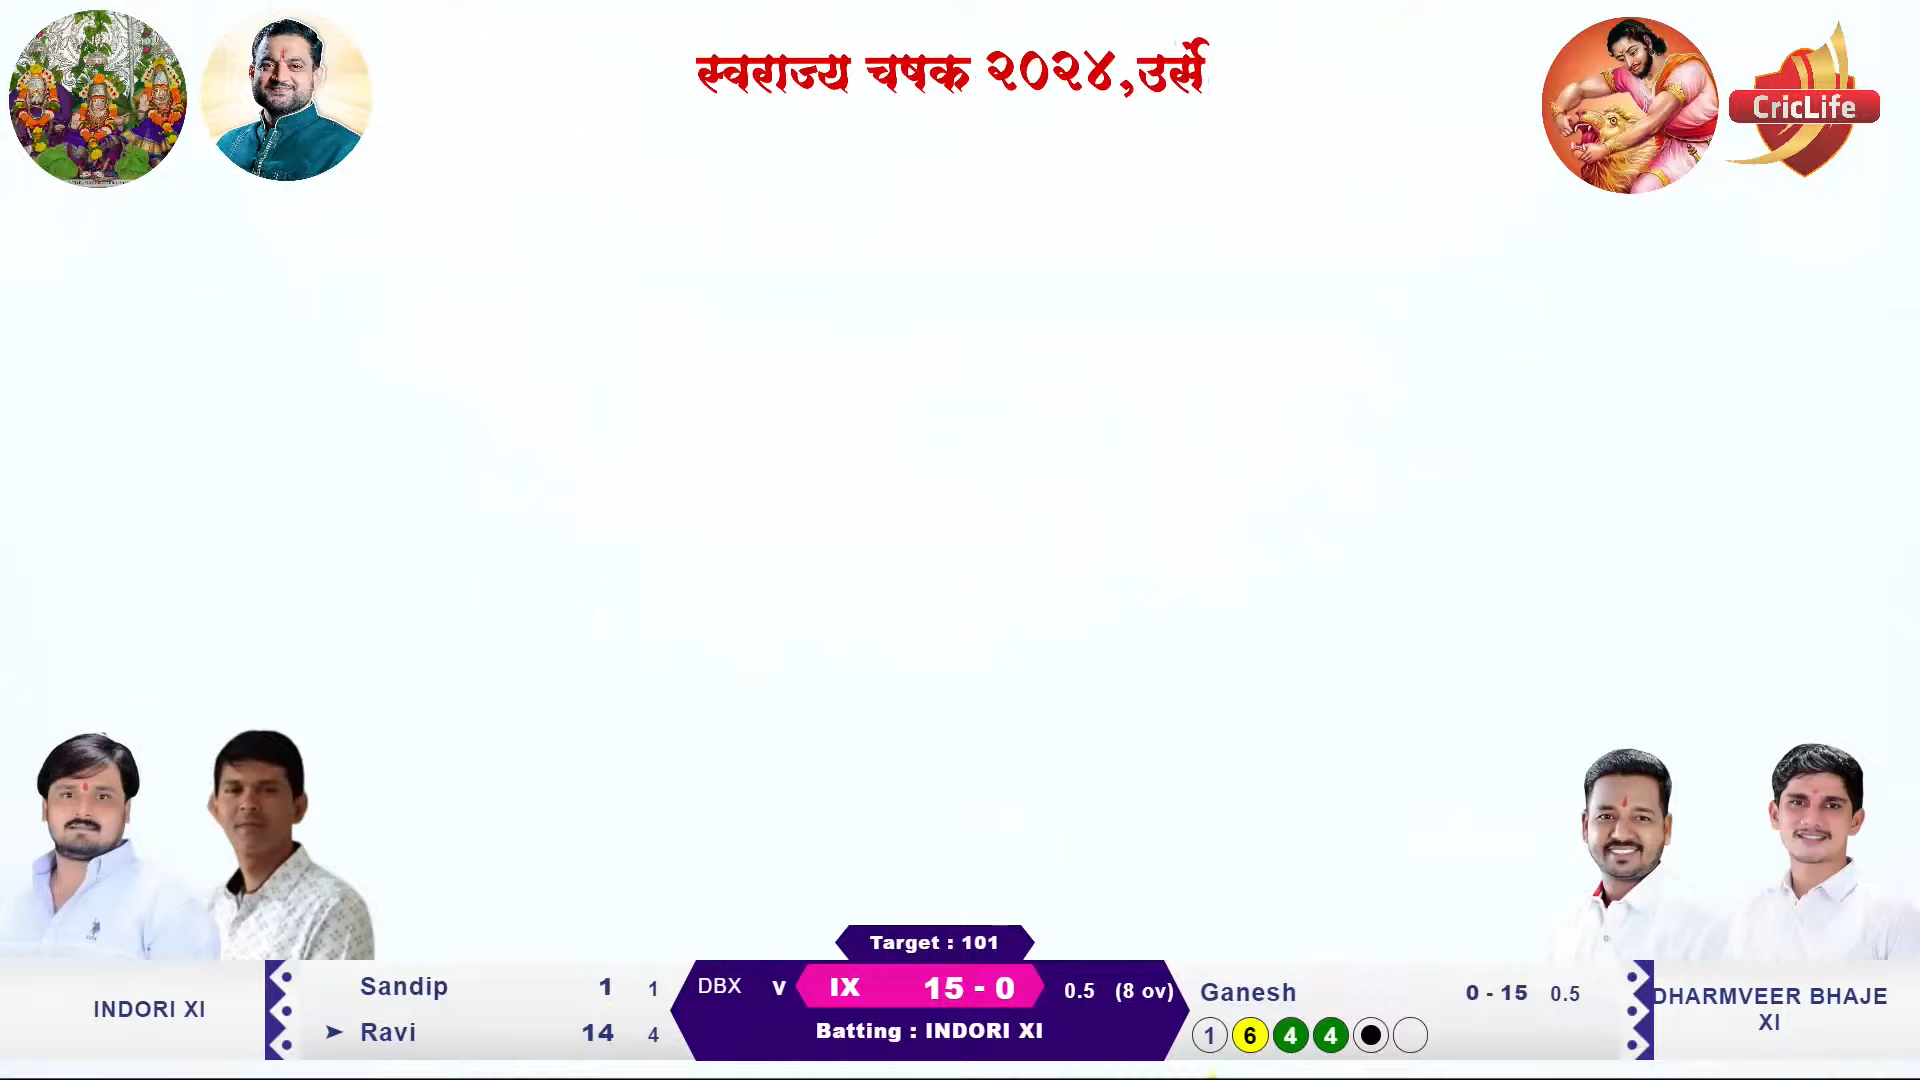 स्वराज्य चषक २०२४,उर्से
CricLife
Target : 101
INDORI XI
Sandip 1 1
Ravi 14 4
DBX v IX 15 - 0 0.5 (8 ov)
Batting : INDORI XI
Ganesh 0 - 15 0.5
1 6 4 4
DHARMVEER BHAJE
XI